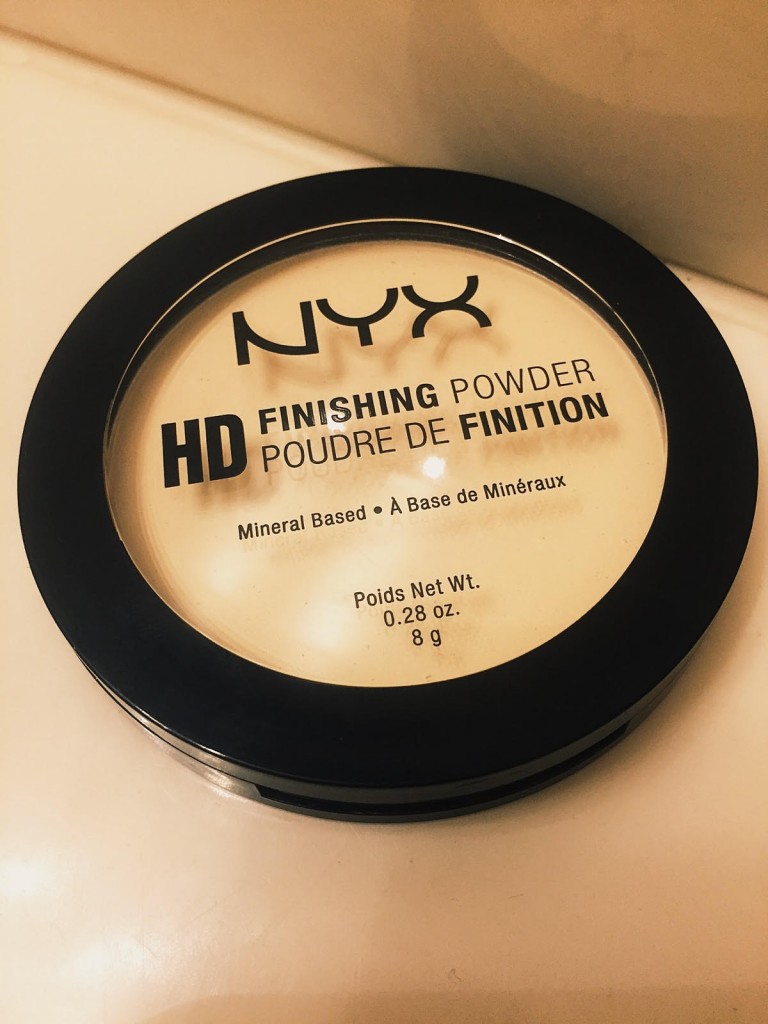 NYX
HD FINISHING POWDER
POUDRE DE FINITION
Mineral Based • À Base de Minéraux
Poids Net Wt.
0.28 oz.
8 g